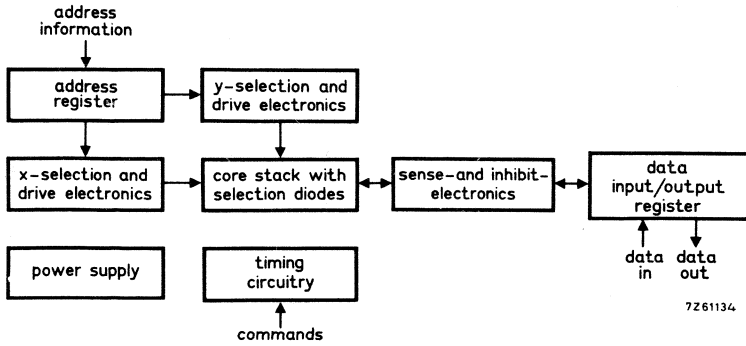 address
information
address
register
y-selection and
drive electronics
x-selection and
drive electronics
core stack with
selection diodes
sense-and inhibit-
electronics
data
input/output
register
data
in
data
out
power supply
timing
circuitry
commands
7Z61134